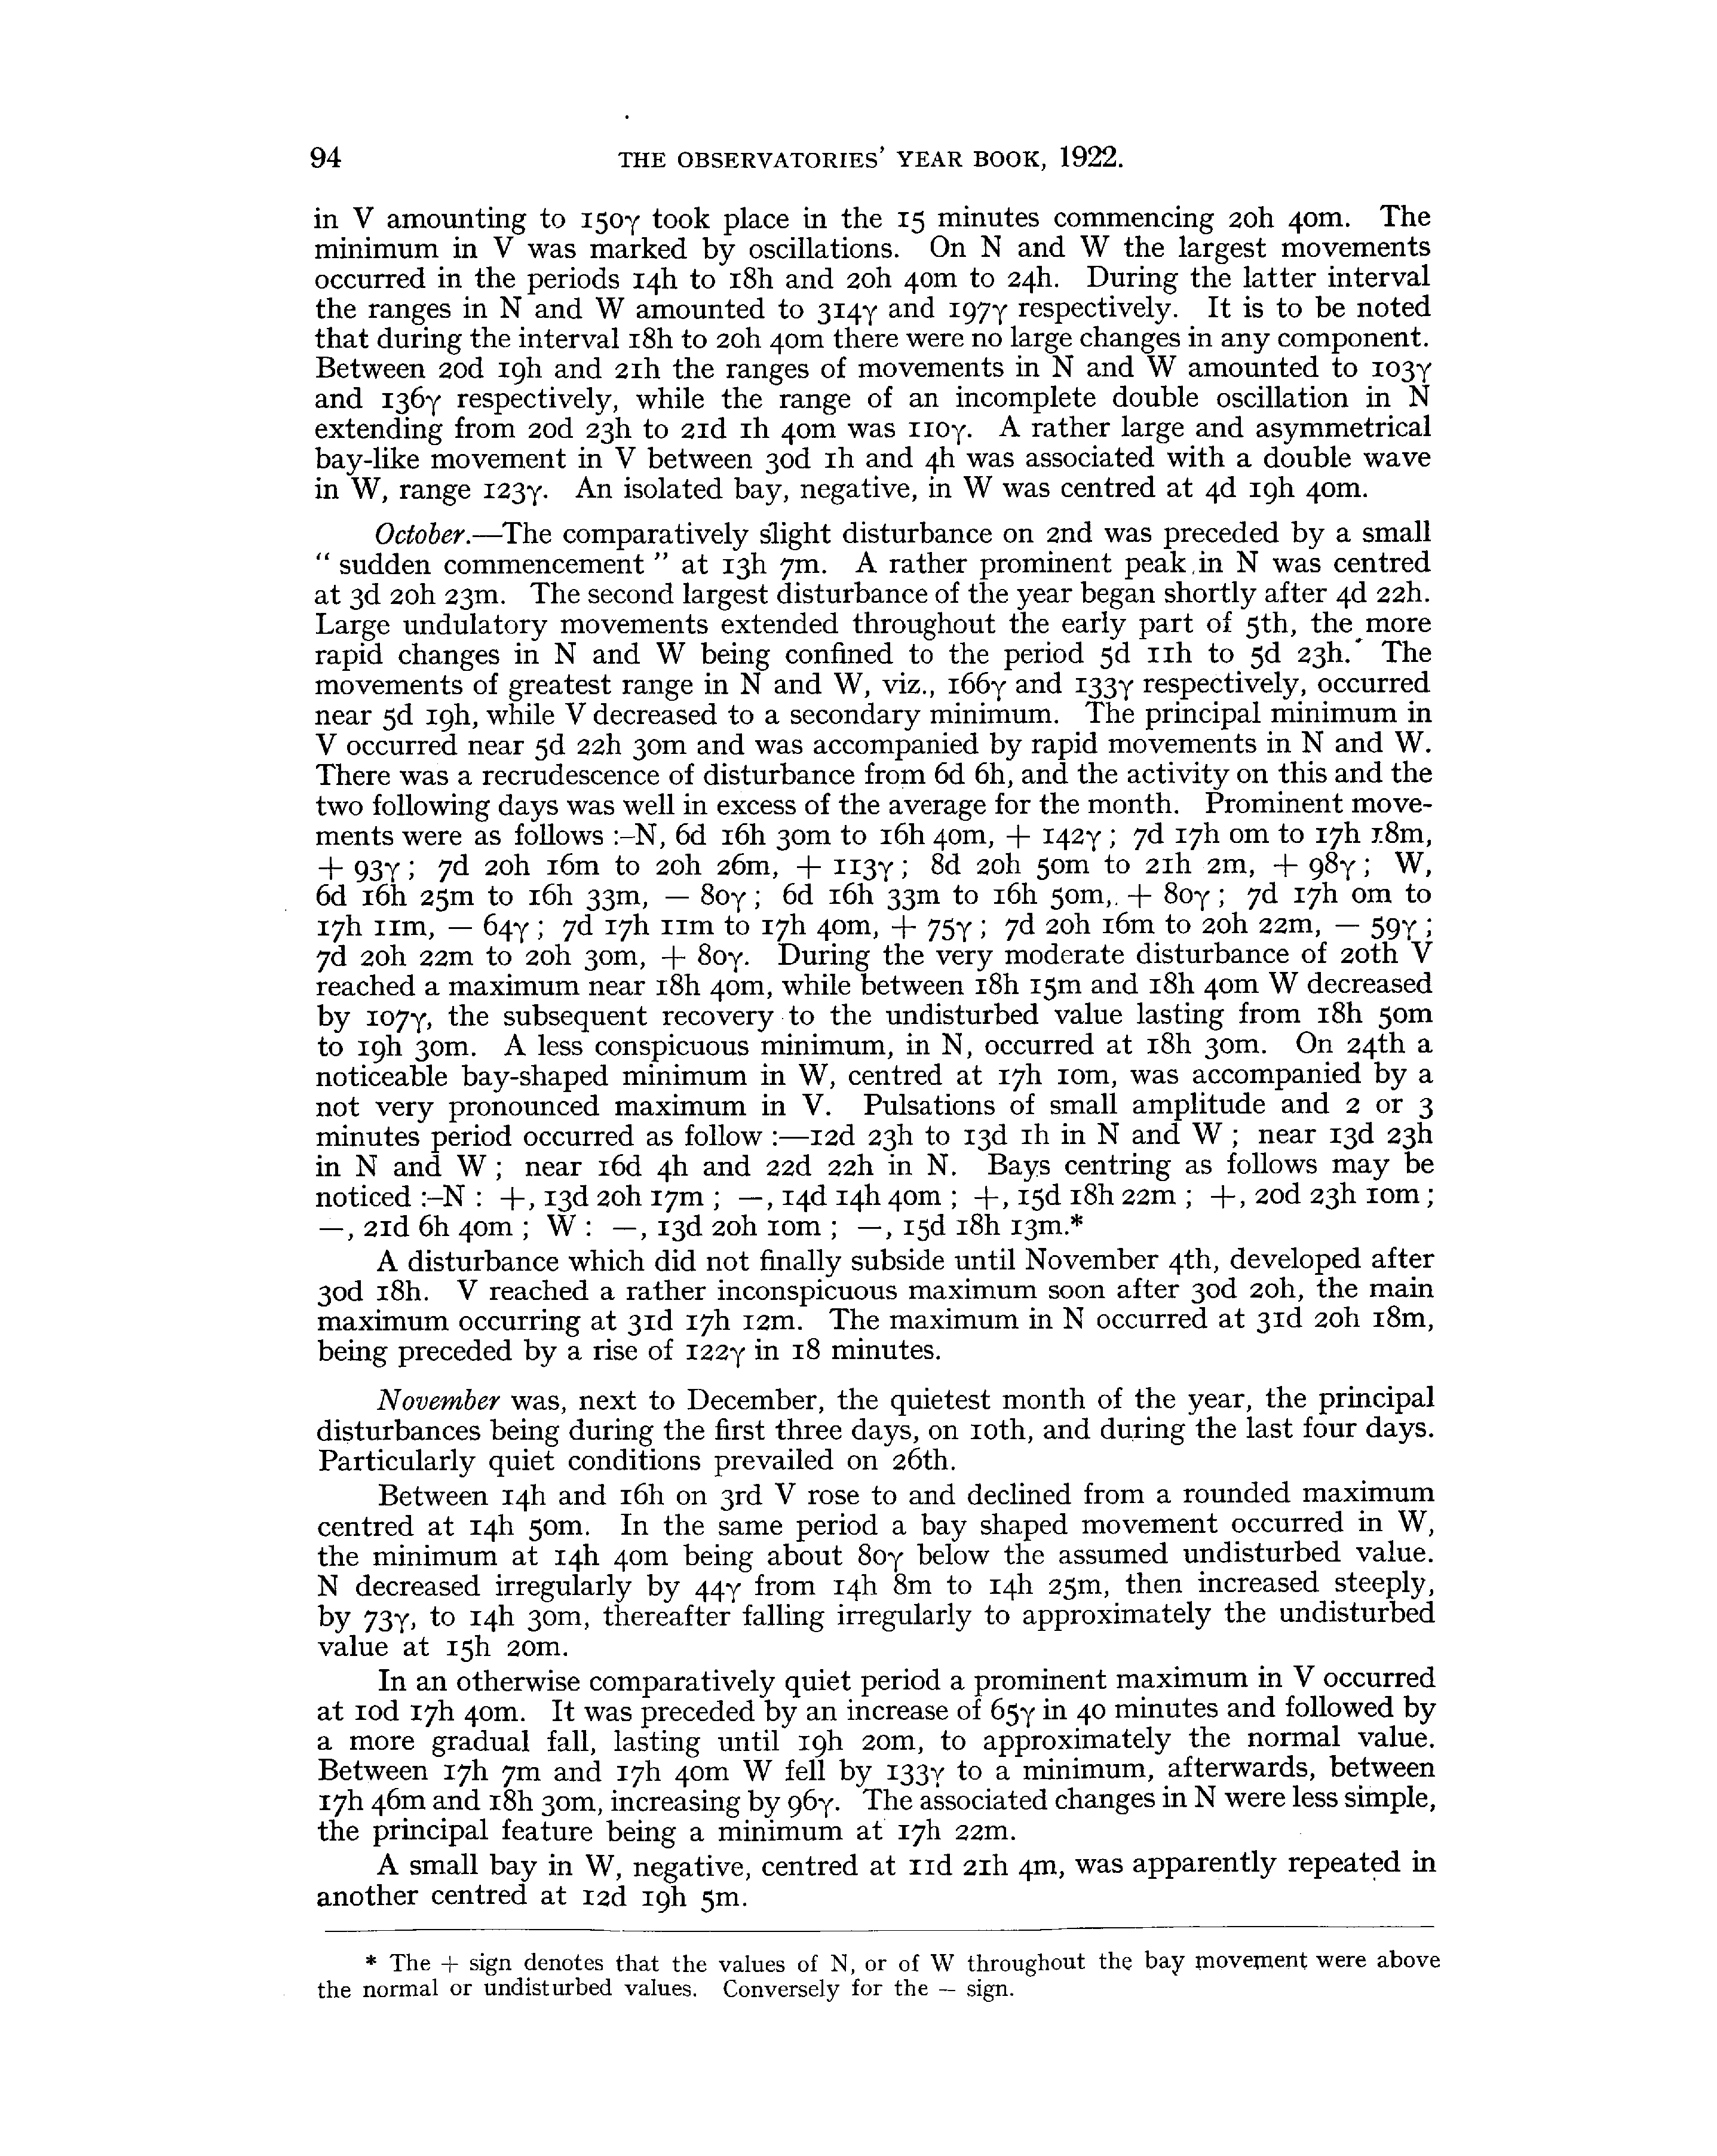 94 THE OBSERVATORIES' YEAR BOOK, 1922.
in V amounting to 150γ took place in the 15 minutes commencing 20h 40m. The
minimum in V was marked by oscillations. On N and W the largest movements
occurred in the periods 14h to 18h and 20h 40m to 24h. During the latter interval
the ranges in N and W amounted to 314γ and 197γ respectively. It is to be noted
that during the interval 18h to 20h 40m there were no large changes in any component.
Between 20d 19h and 21h the ranges of movements in N and W amounted to 103γ
and 136γ respectively, while the range of an incomplete double oscillation in N
extending from 20d 23h to 21d 1h 40m was 110γ. A rather large and asymmetrical
bay-like movement in V between 30d 1h and 4h was associated with a double wave
in W, range 123γ. An isolated bay, negative, in W was centred at 4d 19h 40m.
October.—The comparatively slight disturbance on 2nd was preceded by a small
" sudden commencement " at 13h 7m. A rather prominent peak in N was centred
at 3d 20h 23m. The second largest disturbance of the year began shortly after 4d 22h.
Large undulatory movements extended throughout the early part of 5th, the more
rapid changes in N and W being confined to the period 5d 11h to 5d 23h. The
movements of greatest range in N and W, viz., 166γ and 133γ respectively, occurred
near 5d 19h, while V decreased to a secondary minimum. The principal minimum in
V occurred near 5d 22h 30m and was accompanied by rapid movements in N and W.
There was a recrudescence of disturbance from 6d 6h, and the activity on this and the
two following days was well in excess of the average for the month. Prominent move-
ments were as follows :–N, 6d 16h 30m to 16h 40m, + 142γ ; 7d 17h 0m to 17h 18m,
+ 93γ ; 7d 20h 16m to 20h 26m, + 113γ ; 8d 20h 50m to 21h 2m, + 98γ ; W,
6d 16h 25m to 16h 33m, — 80γ ; 6d 16h 33m to 16h 50m, + 80γ ; 7d 17h 0m to
17h 11m, — 64γ ; 7d 17h 11m to 17h 40m, + 75γ ; 7d 20h 16m to 20h 22m, — 59γ ;
7d 20h 22m to 20h 30m, + 80γ. During the very moderate disturbance of 20th V
reached a maximum near 18h 40m, while between 18h 15m and 18h 40m W decreased
by 107γ, the subsequent recovery to the undisturbed value lasting from 18h 50m
to 19h 30m. A less conspicuous minimum, in N, occurred at 18h 30m. On 24th a
noticeable bay-shaped minimum in W, centred at 17h 10m, was accompanied by a
not very pronounced maximum in V. Pulsations of small amplitude and 2 or 3
minutes period occurred as follow :—12d 23h to 13d 1h in N and W ; near 13d 23h
in N and W ; near 16d 4h and 22d 22h in N. Bays centring as follows may be
noticed :–N : +, 13d 20h 17m ; —, 14d 14h 40m ; +, 15d 18h 22m ; +, 20d 23h 10m ;
—, 21d 6h 40m ; W : —, 13d 20h 10m ; —, 15d 18h 13m.*
A disturbance which did not finally subside until November 4th, developed after
30d 18h. V reached a rather inconspicuous maximum soon after 30d 20h, the main
maximum occurring at 31d 17h 12m. The maximum in N occurred at 31d 20h 18m,
being preceded by a rise of 122γ in 18 minutes.
November was, next to December, the quietest month of the year, the principal
disturbances being during the first three days, on 10th, and during the last four days.
Particularly quiet conditions prevailed on 26th.
Between 14h and 16h on 3rd V rose to and declined from a rounded maximum
centred at 14h 50m. In the same period a bay shaped movement occurred in W,
the minimum at 14h 40m being about 80γ below the assumed undisturbed value.
N decreased irregularly by 44γ from 14h 8m to 14h 25m, then increased steeply,
by 73γ, to 14h 30m, thereafter falling irregularly to approximately the undisturbed
value at 15h 20m.
In an otherwise comparatively quiet period a prominent maximum in V occurred
at 10d 17h 40m. It was preceded by an increase of 65γ in 40 minutes and followed by
a more gradual fall, lasting until 19h 20m, to approximately the normal value.
Between 17h 7m and 17h 40m W fell by 133γ to a minimum, afterwards, between
17h 46m and 18h 30m, increasing by 96γ. The associated changes in N were less simple,
the principal feature being a minimum at 17h 22m.
A small bay in W, negative, centred at 11d 21h 4m, was apparently repeated in
another centred at 12d 19h 5m.
* The + sign denotes that the values of N, or of W throughout the bay movement were above
the normal or undisturbed values. Conversely for the — sign.